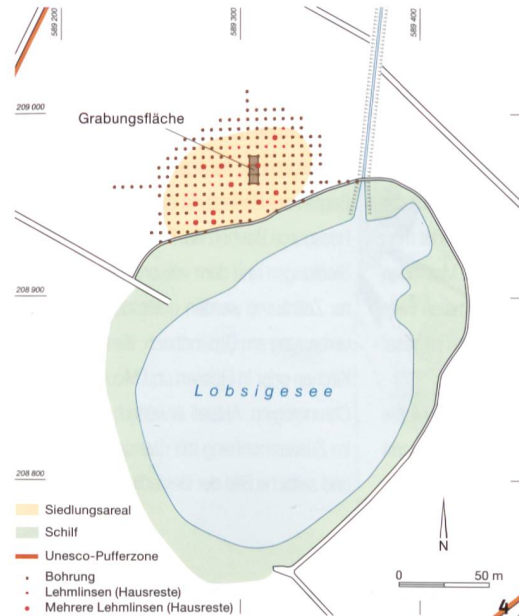 589 200
589 300
589 400
209 000
Grabungsfläche
208 900
Lobsigesee
208 800
Siedlungsareal
Schilf
Unesco-Pufferzone
Bohrung
Lehmlinsen (Hausreste)
Mehrere Lehmlinsen (Hausreste)
N
0 50 m
4